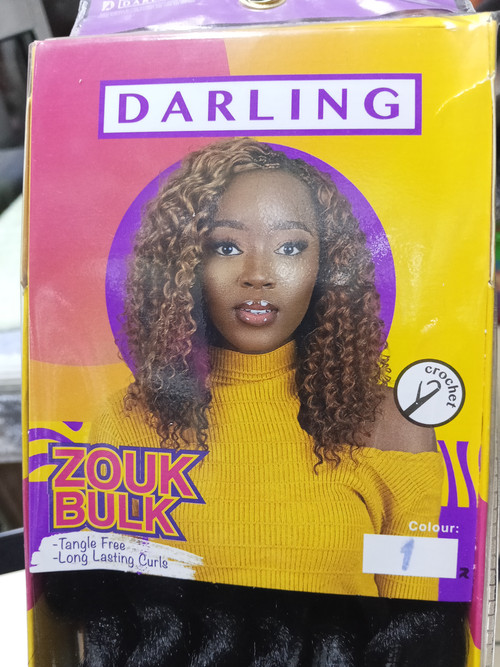 DARLING
crochet
ZOUK
BULK
-Tangle Free
-Long Lasting Curls
Colour:
1